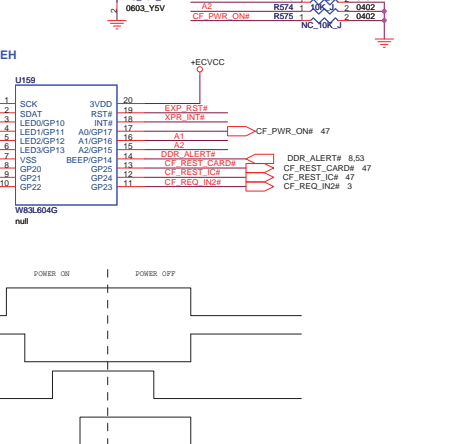 2
0603_Y5V
A2 R574 1 10K_J 2 0402
CF_PWR_ON# R575 1 2 0402
NC_10K_J
EH
+ECVCC
U159
1 SCK 3VDD 20
2 SDAT RST# 19 EXP_RST#
3 LED0/GP10 INT# 18 XPR_INT#
4 LED1/GP11 A0/GP17 17 CF_PWR_ON# 47
5 LED2/GP12 A1/GP16 16 A1
6 LED3/GP13 A2/GP15 15 A2
7 VSS BEEP/GP14 14 DDR_ALERT# DDR_ALERT# 8,53
8 GP20 GP25 13 CF_REST_CARD# CF_REST_CARD# 47
9 GP21 GP24 12 CF_REST_IC# CF_REST_IC# 47
10 GP22 GP23 11 CF_REQ_IN2# CF_REQ_IN2# 3
W83L604G
null
POWER ON POWER OFF